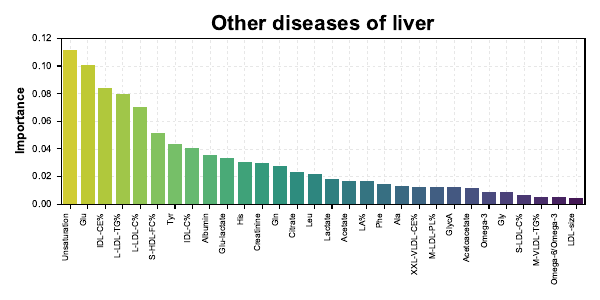 Other diseases of liver
Importance
0.12
0.10
0.08
0.06
0.04
0.02
0.00
Unsaturation
Glu
IDL-CE%
L-LDL-TG%
L-LDL-C%
S-HDL-FC%
Tyr
IDL-C%
Albumin
Glu-lactate
His
Creatinine
Gln
Citrate
Leu
Lactate
Acetate
LA%
Phe
Ala
XXL-VLDL-CE%
M-LDL-PL%
GlycA
Acetoacetate
Omega-3
Gly
S-LDL-C%
M-VLDL-TG%
Omega-6/Omega-3
LDL-size